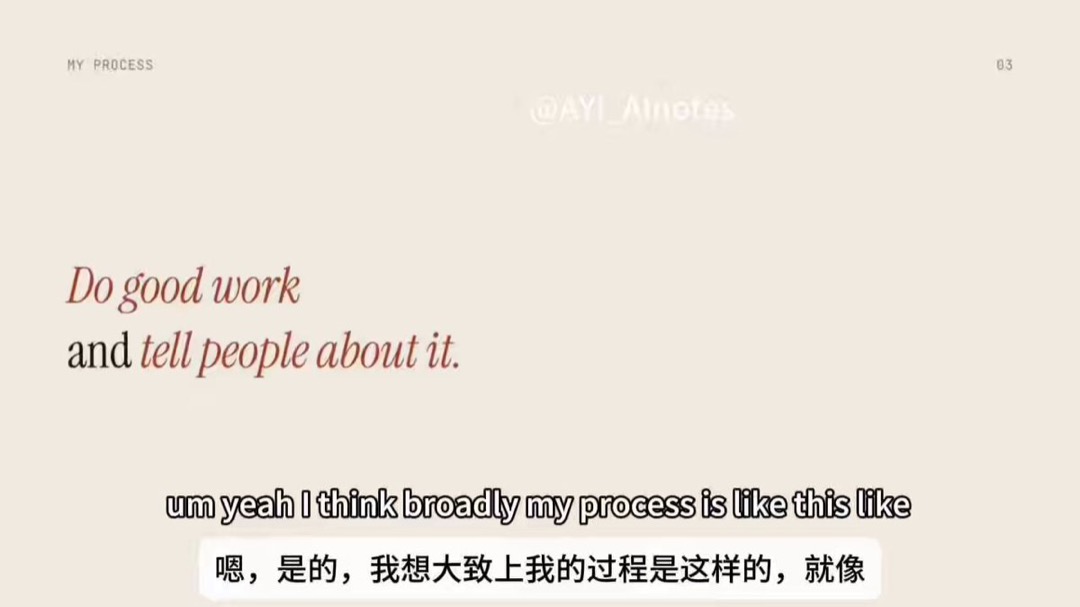 MY PROCESS
03
@AYI_AInotes
Do good work
and tell people about it.
um yeah I think broadly my process is like this like
嗯，是的，我想大致上我的过程是这样的，就像